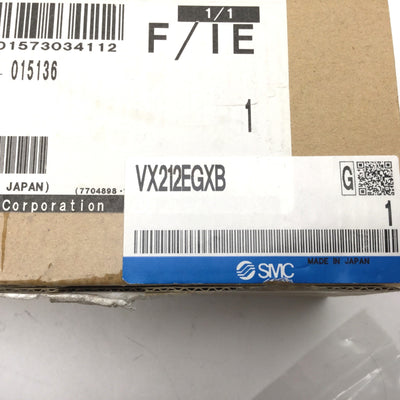 1/1
01573034112
F/IE
- 015136
1
JAPAN)
(7704898-
Corporation
VX212EGXB
G
1
SMC
MADE IN JAPAN